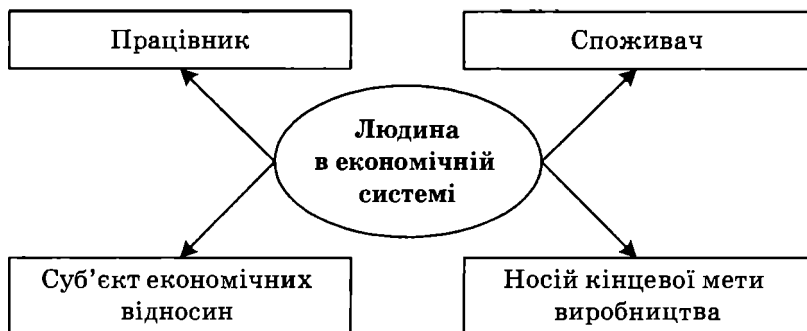 Працівник
Споживач
Людина
в економічній
системі
Суб’єкт економічних
відносин
Носій кінцевої мети
виробництва